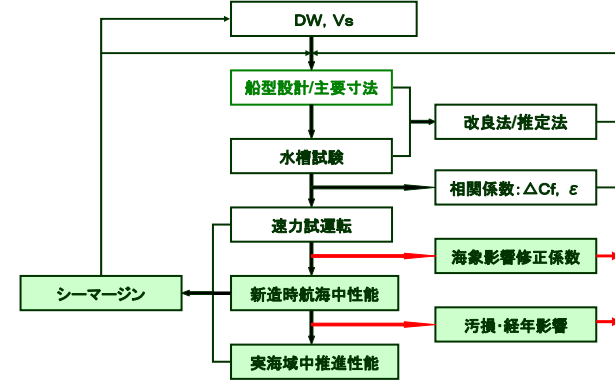 DW, Vs
船型設計/主要寸法
改良法/推定法
水槽試験
相関係数:△Cf, ε
速力試運転
海象影響修正係数
シーマージン
新造時航海中性能
汚損・経年影響
実海域中推進性能